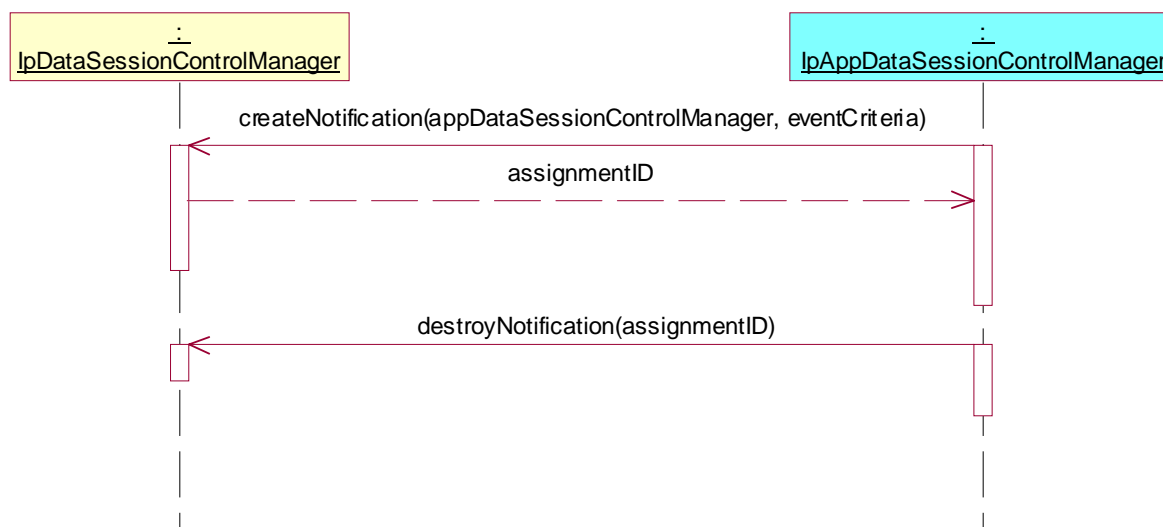 :
IpDataSessionControlManager
:
IpAppDataSessionControlManager
createNotification(appDataSessionControlManager, eventCriteria)
assignmentID
destroyNotification(assignmentID)